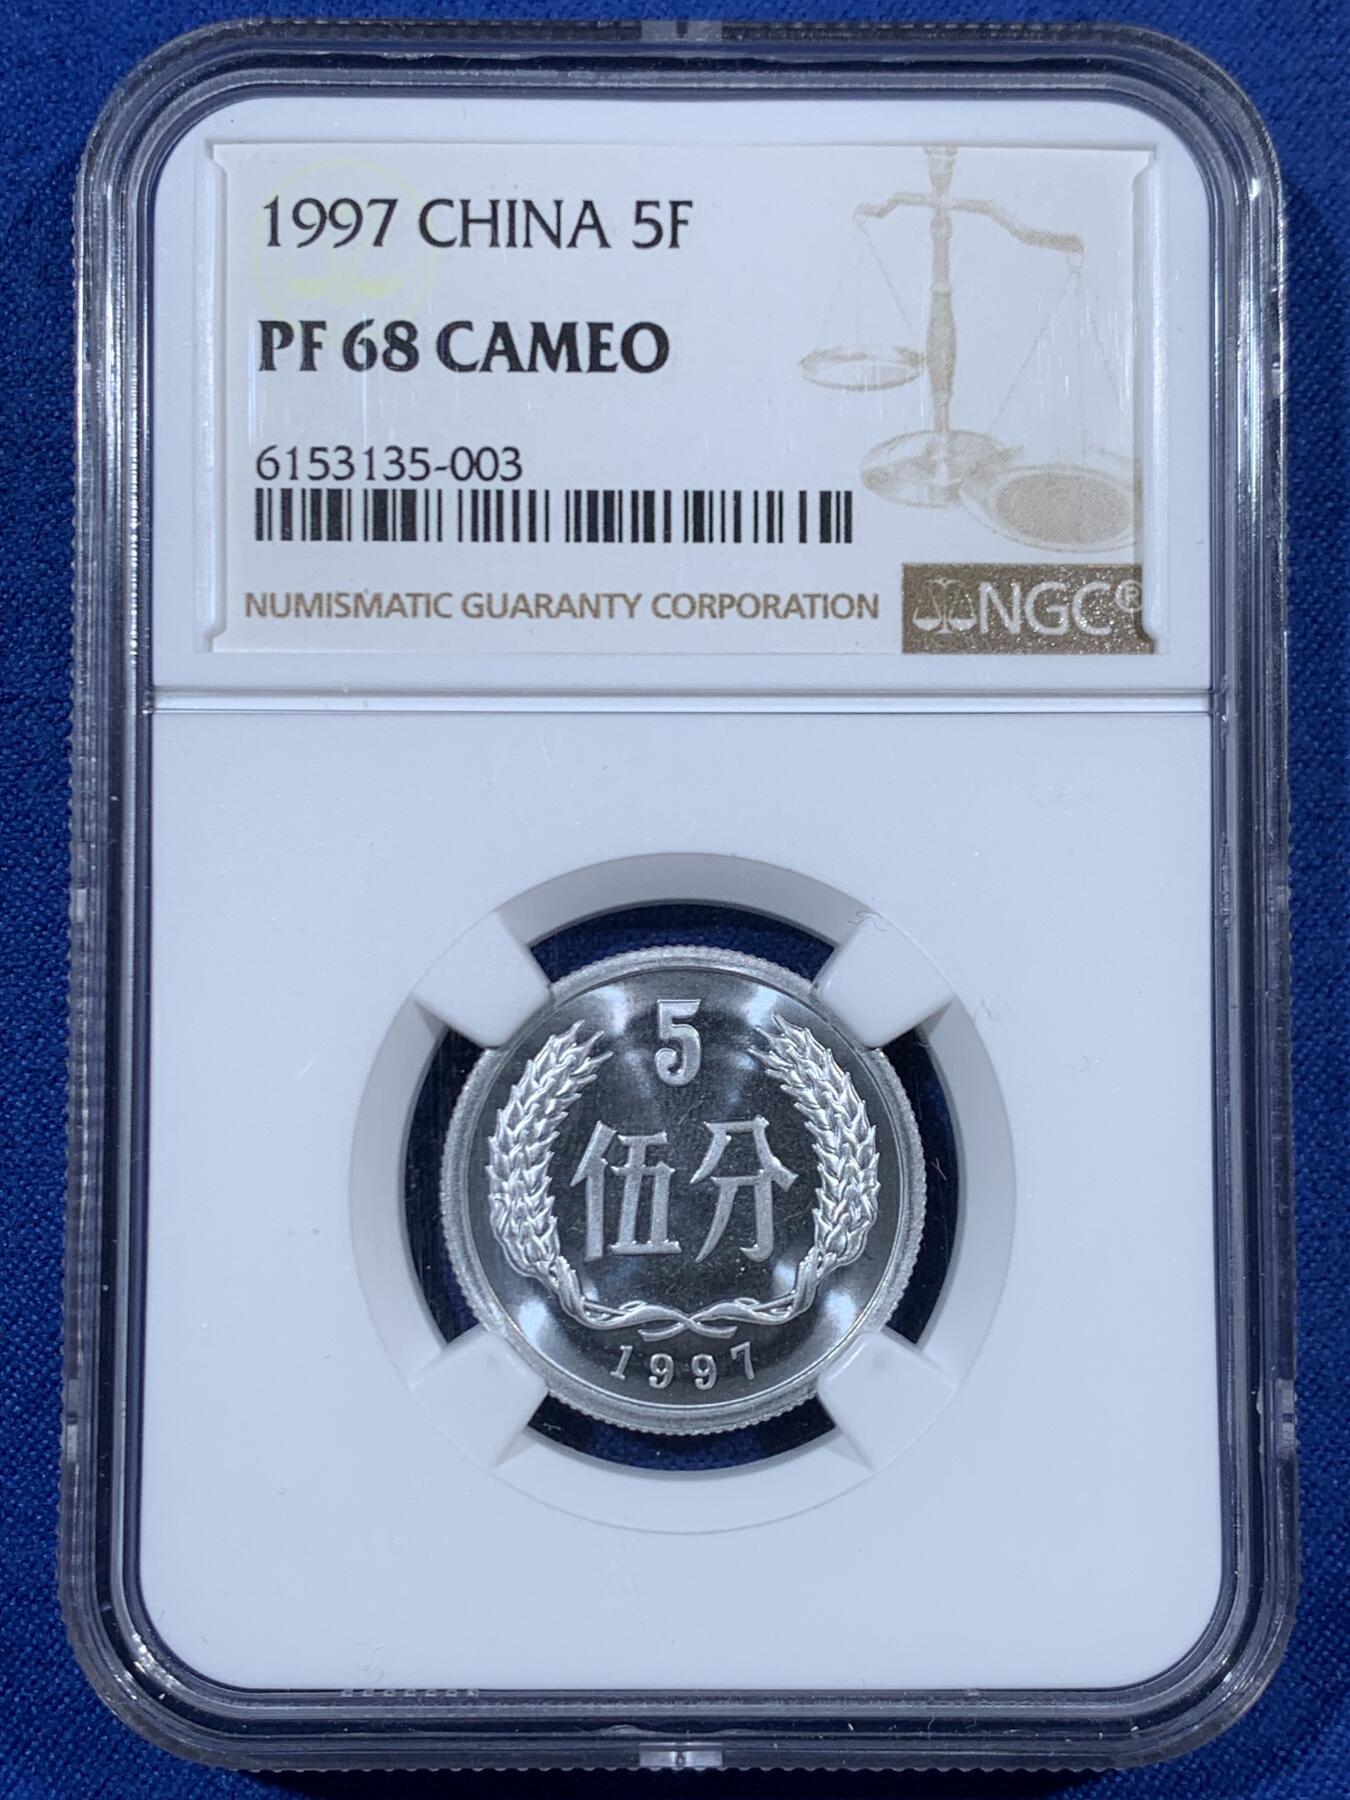 1997 CHINA 5F
PF 68 CAMEO
6153135-003
NUMISMATIC GUARANTY CORPORATION
NGC®
5
伍分
1997